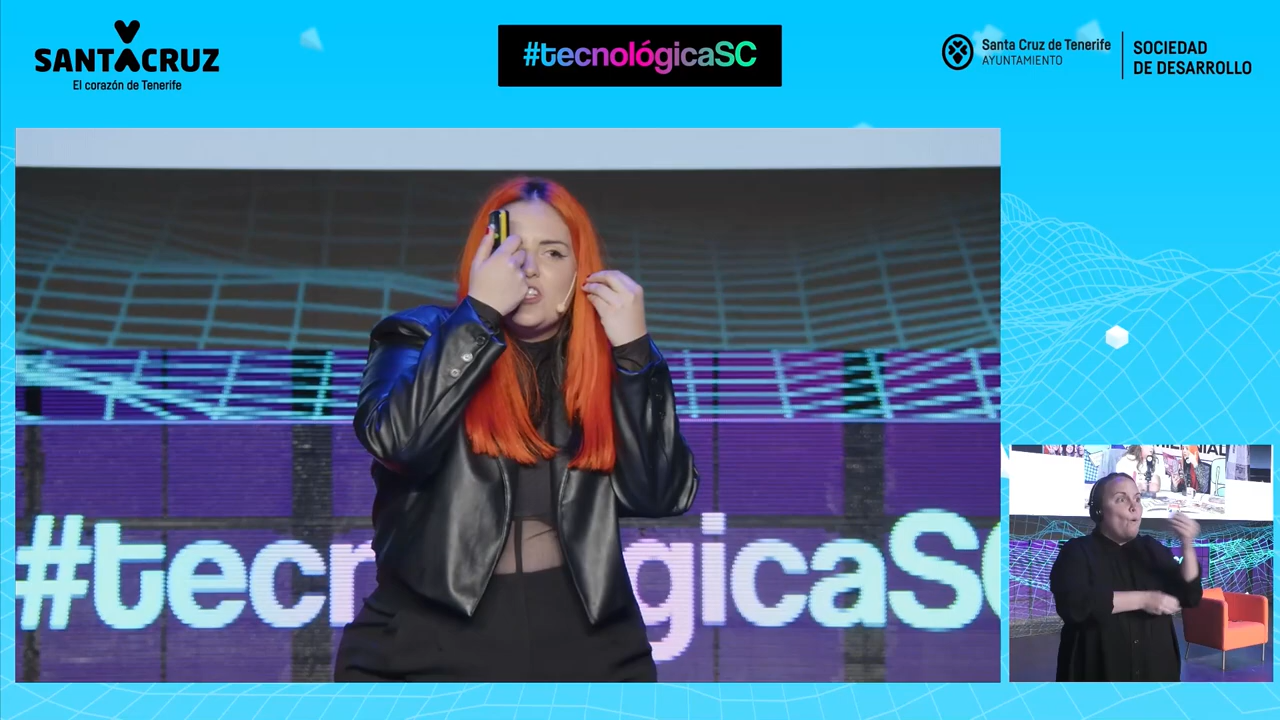 SANTACRUZ
El corazón de Tenerife
#tecnológicaSC
Santa Cruz de Tenerife
AYUNTAMIENTO
SOCIEDAD
DE DESARROLLO
#tecn gicaSC